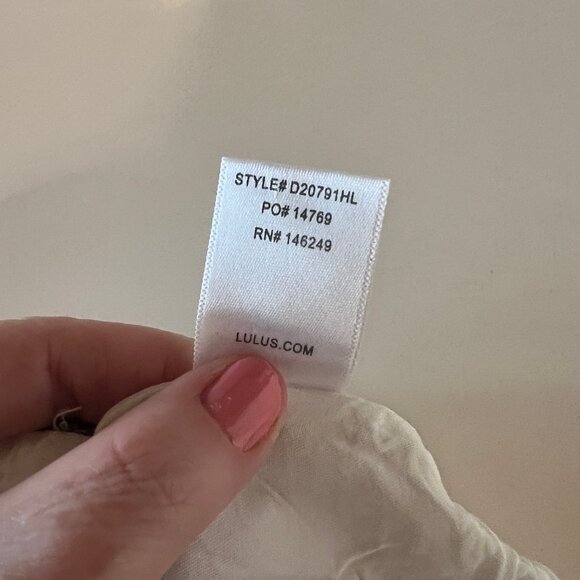 STYLE# D20791HL
PO# 14769
RN# 146249
LULUS.COM